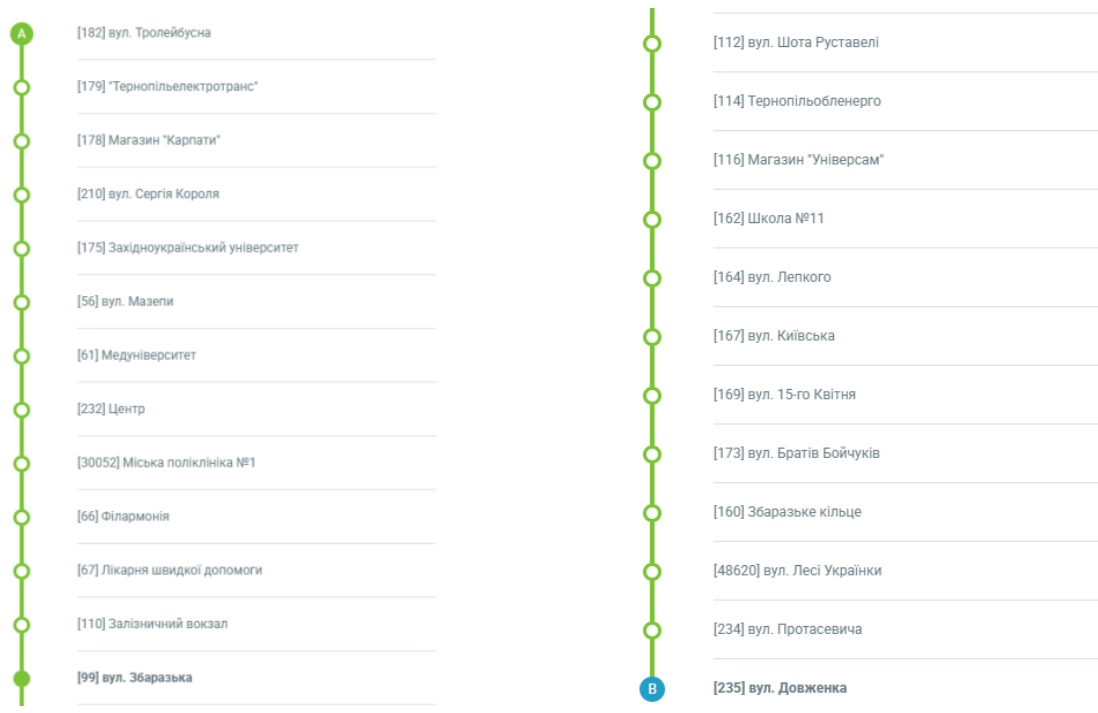 A
[182] вул. Тролейбусна
[179] "Тернопільелектротранс"
[178] Магазин "Карпати"
[210] вул. Сергія Короля
[175] Західноукраїнський університет
[56] вул. Мазепи
[61] Медуніверситет
[232] Центр
[30052] Міська поліклініка №1
[66] Філармонія
[67] Лікарня швидкої допомоги
[110] Залізничний вокзал
[99] вул. Збаразька
[112] вул. Шота Руставелі
[114] Тернопільобленерго
[116] Магазин "Універсам"
[162] Школа №11
[164] вул. Лепкого
[167] вул. Київська
[169] вул. 15-го Квітня
[173] вул. Братів Бойчуків
[160] Збаразьке кільце
[48620] вул. Лесі Українки
[234] вул. Протасевича
B
[235] вул. Довженка